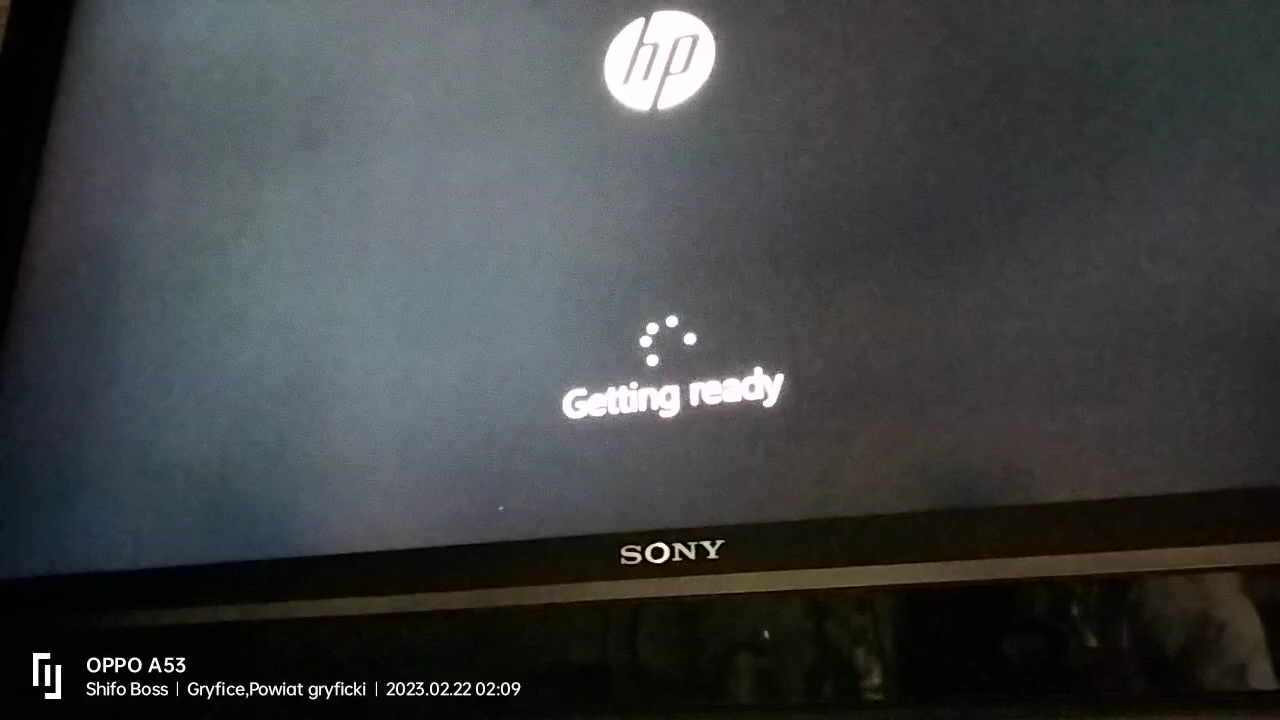 hp
Getting ready
SONY
OPPO A53
Shifo Boss | Gryfice,Powiat gryficki | 2023.02.22 02:09